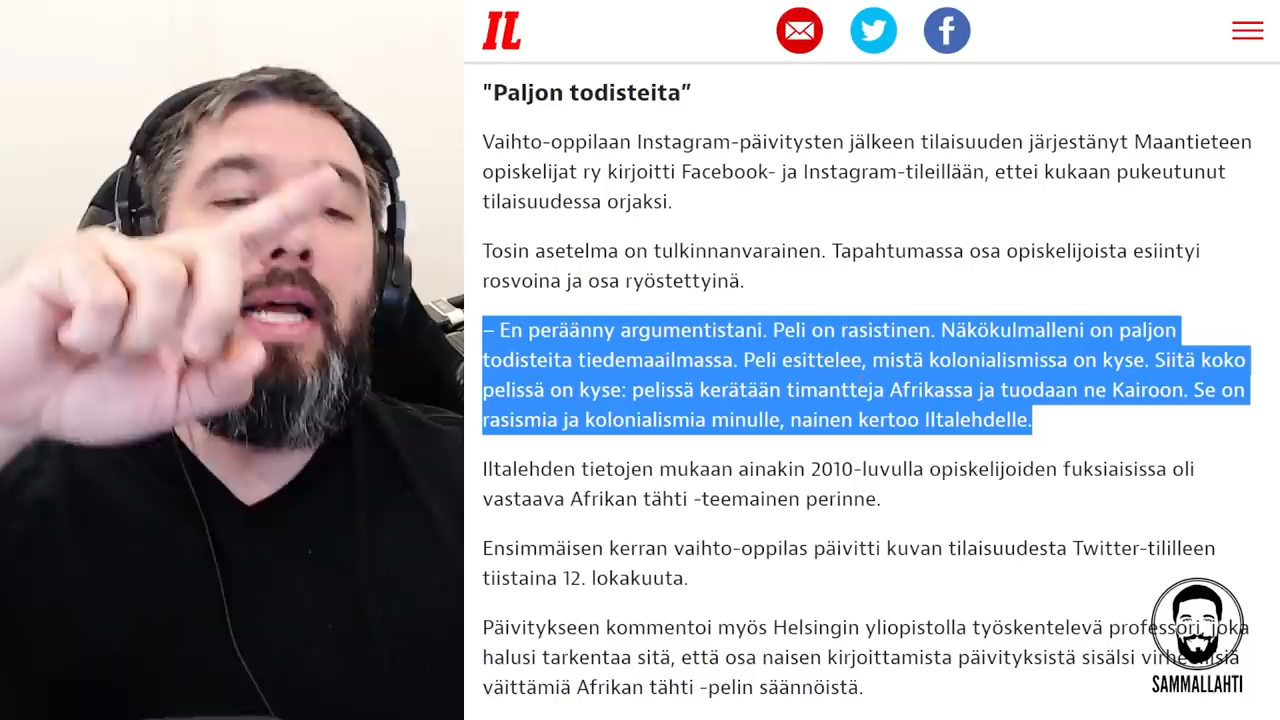 IL
"Paljon todisteita"
Vaihto-oppilaan Instagram-päivitysten jälkeen tilaisuuden järjestänyt Maantieteen
opiskelijat ry kirjoitti Facebook- ja Instagram-tileillään, ettei kukaan pukeutunut
tilaisuudessa orjaksi.
Tosin asetelma on tulkinnanvarainen. Tapahtumassa osa opiskelijoista esiintyi
rosvoina ja osa ryöstettyinä.
– En peräänny argumentistani. Peli on rasistinen. Näkökulmalleni on paljon
todisteita tiedemaailmassa. Peli esittelee, mistä kolonialismissa on kyse. Siitä koko
pelissä on kyse: pelissä kerätään timantteja Afrikassa ja tuodaan ne Kairoon. Se on
rasismia ja kolonialismia minulle, nainen kertoo Iltalehdelle.
Iltalehden tietojen mukaan ainakin 2010-luvulla opiskelijoiden fuksiaisissa oli
vastaava Afrikan tähti -teemainen perinne.
Ensimmäisen kerran vaihto-oppilas päivitti kuvan tilaisuudesta Twitter-tililleen
tiistaina 12. lokakuuta.
Päivitykseen kommentoi myös Helsingin yliopistolla työskentelevä professori, joka
halusi tarkentaa sitä, että osa naisen kirjoittamista päivityksistä sisälsi virheellisiä
väittämiä Afrikan tähti -pelin säännöistä.
SAMMALLAHTI